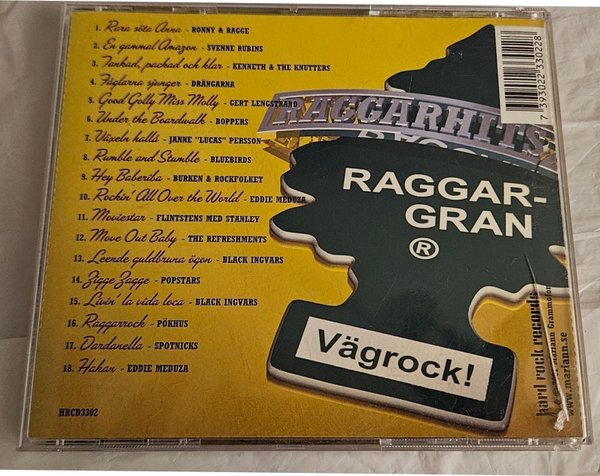 1. Rara söta Anna - RONNY & RAGGE
2. En gammal Amazon - SVENNE RUBINS
3. Tankad, packad och klar - KENNETH & THE KNUTTERS
4. Fåglarna sjunger - DRÄNGARNA
5. Good Golly Miss Molly - GERT LENGSTRAND
6. Under the Boardwalk - BOPPERS
7. Växeln hallå - JANNE "LUCAS" PERSSON
8. Rumble and Stumble - BLUEBIRDS
9. Hey Baberiba - BURKEN & ROCKFOLKET
10. Rockin' All Over the World - EDDIE MEDUZA
11. Moviestar - FLINTSTENS MED STANLEY
12. Move Out Baby - THE REFRESHMENTS
13. Leende guldbruna ögon - BLACK INGVARS
14. Zigge Zagge - POPSTARS
15. Livin' la vida loca - BLACK INGVARS
16. Raggarrock - PÖKHUS
17. Dardanella - SPOTNICKS
18. Hakan - EDDIE MEDUZA
HRCD3302
RAGGARHITS
RAGGAR-
GRAN
®
Vägrock!
7 393022 330228
hård rock records
Mariann Grammofon
www.mariann.se